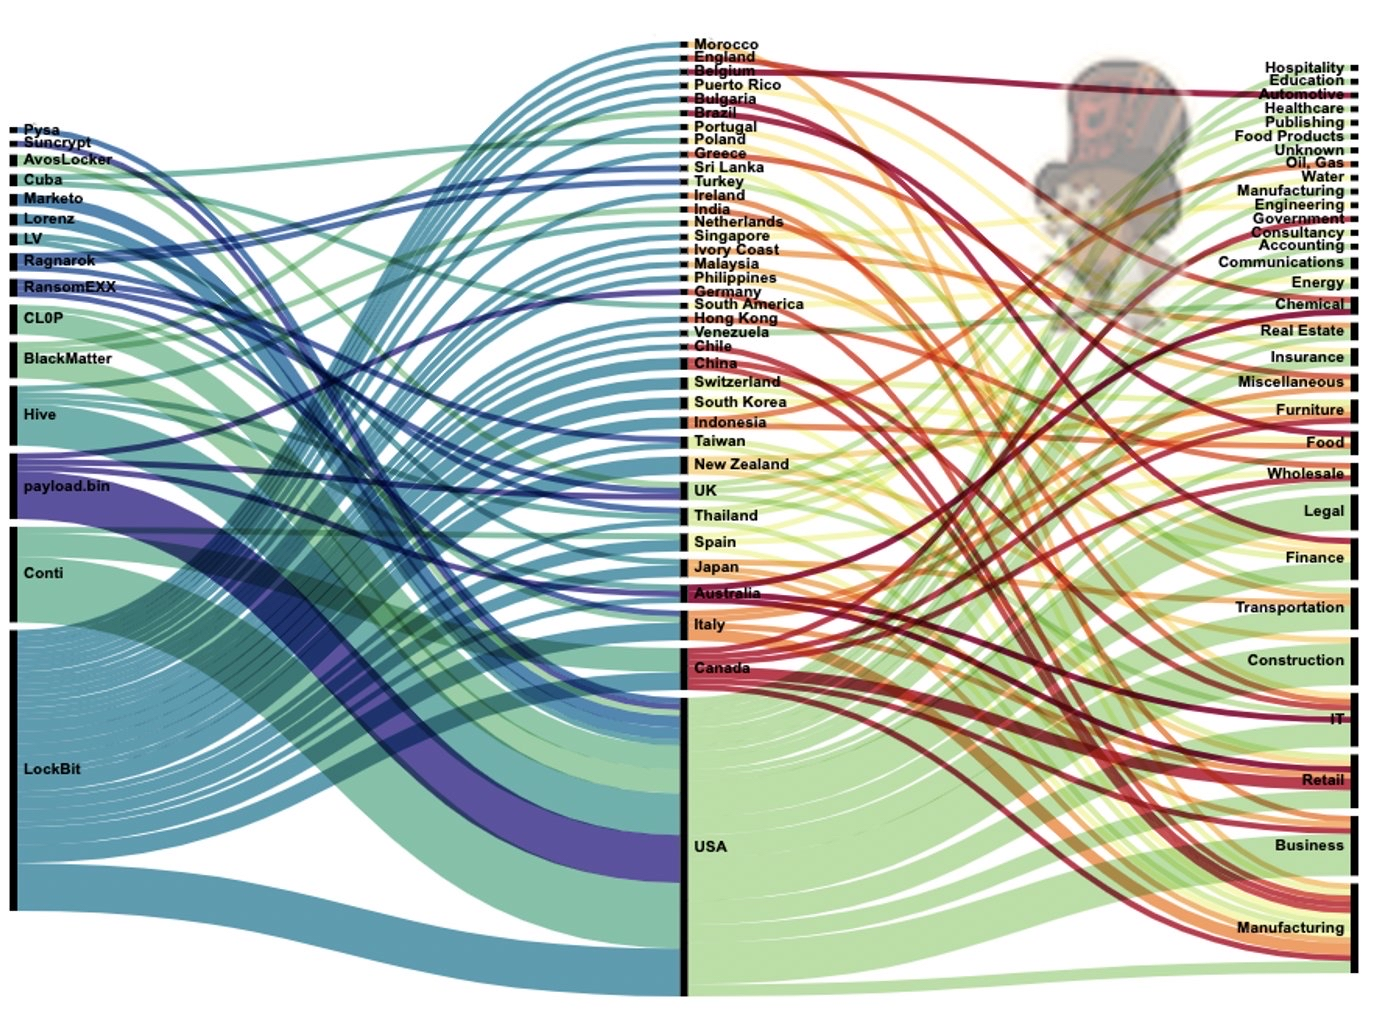 Pysa
Suncrypt
AvosLocker
Cuba
Marketo
Lorenz
LV
Ragnarok
RansomEXX
CL0P
BlackMatter
Hive
payload.bin
Conti
LockBit
Morocco
England
Belgium
Puerto Rico
Bulgaria
Brazil
Portugal
Poland
Greece
Sri Lanka
Turkey
Ireland
India
Netherlands
Singapore
Ivory Coast
Malaysia
Philippines
Germany
South America
Hong Kong
Venezuela
Chile
China
Switzerland
South Korea
Indonesia
Taiwan
New Zealand
UK
Thailand
Spain
Japan
Australia
Italy
Canada
USA
Hospitality
Education
Automotive
Healthcare
Publishing
Food Products
Unknown
Oil, Gas
Water
Manufacturing
Engineering
Government
Consultancy
Accounting
Communications
Energy
Chemical
Real Estate
Insurance
Miscellaneous
Furniture
Food
Wholesale
Legal
Finance
Transportation
Construction
IT
Retail
Business
Manufacturing